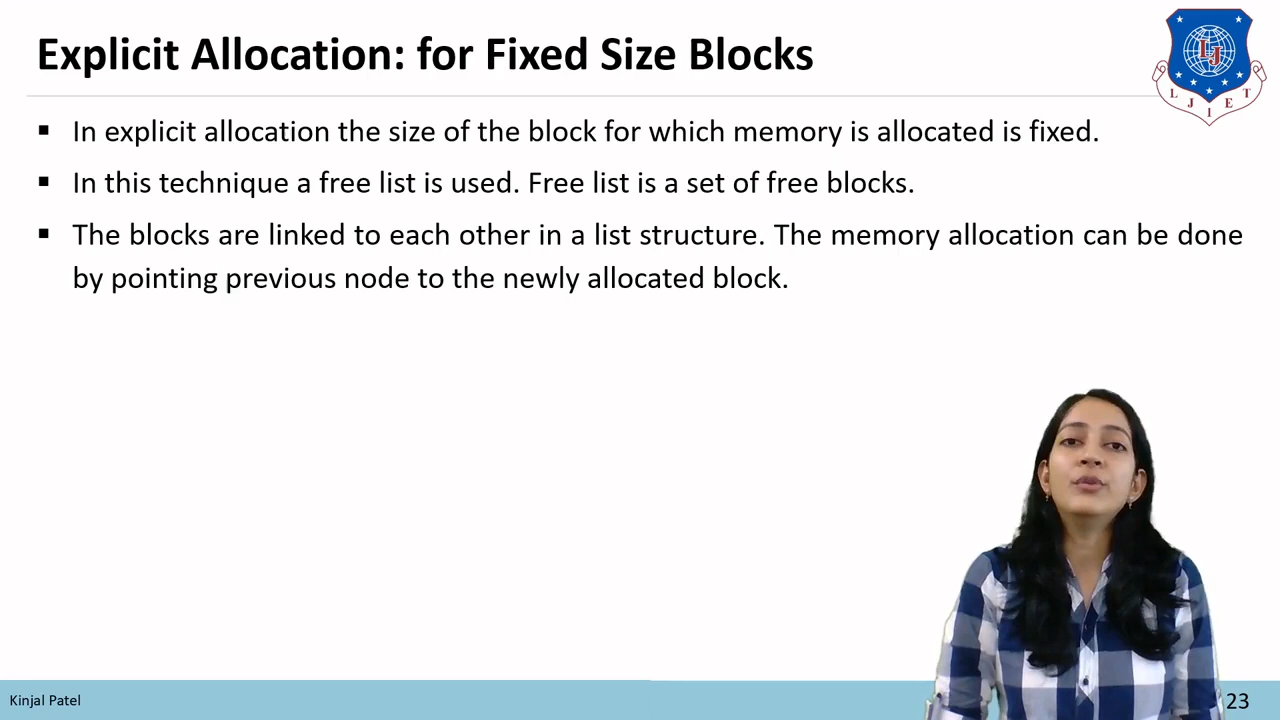 Explicit Allocation: for Fixed Size Blocks
LJ
L J I E T
▪ In explicit allocation the size of the block for which memory is allocated is fixed.
▪ In this technique a free list is used. Free list is a set of free blocks.
▪ The blocks are linked to each other in a list structure. The memory allocation can be done
by pointing previous node to the newly allocated block.
Kinjal Patel
23